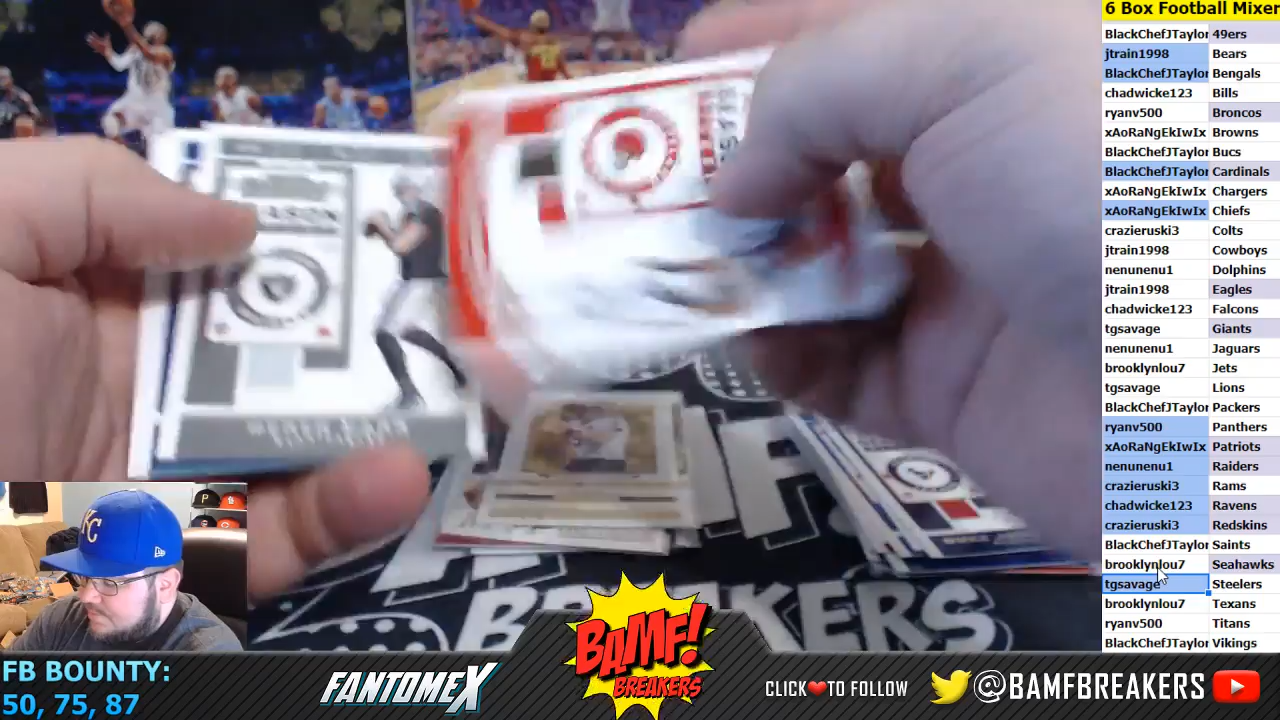 6 Box Football Mixer
BlackChefJTaylor 49ers
jtrain1998 Bears
BlackChefJTaylor Bengals
chadwicke123 Bills
ryanv500 Broncos
xAoRaNgEkIwIx Browns
BlackChefJTaylor Bucs
BlackChefJTaylor Cardinals
xAoRaNgEkIwIx Chargers
xAoRaNgEkIwIx Chiefs
crazieruski3 Colts
jtrain1998 Cowboys
nenunenu1 Dolphins
jtrain1998 Eagles
chadwicke123 Falcons
tgsavage Giants
nenunenu1 Jaguars
brooklynlou7 Jets
tgsavage Lions
BlackChefJTaylor Packers
ryanv500 Panthers
xAoRaNgEkIwIx Patriots
nenunenu1 Raiders
crazieruski3 Rams
chadwicke123 Ravens
crazieruski3 Redskins
BlackChefJTaylor Saints
brooklynlou7 Seahawks
tgsavage Steelers
brooklynlou7 Texans
ryanv500 Titans
BlackChefJTaylor Vikings
BREAKERS
KC
P
FB BOUNTY:
50, 75, 87
FANTOMEX
BAMF!
BREAKERS
CLICK TO FOLLOW
@BAMFBREAKERS